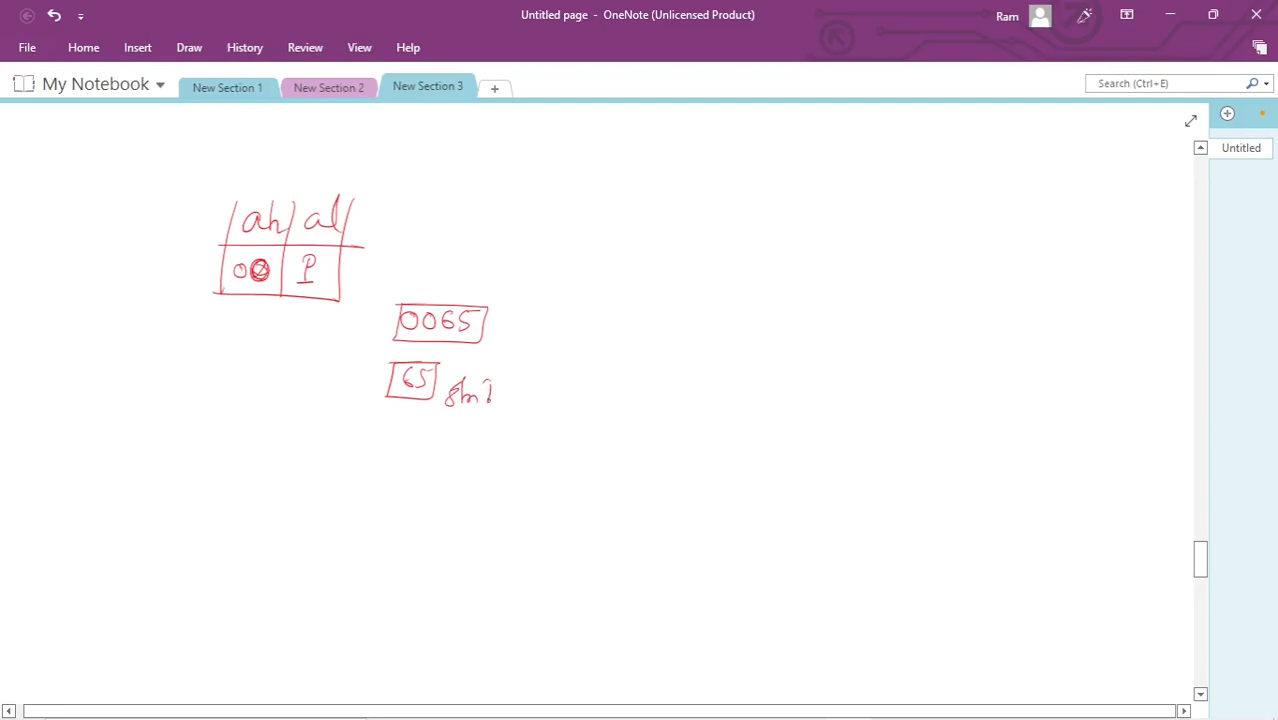 Untitled page - OneNote (Unlicensed Product)
Ram
File Home Insert Draw History Review View Help
My Notebook New Section 1 New Section 2 New Section 3 +
Search (Ctrl+E)
Untitled
ah al
0 P
0065
65